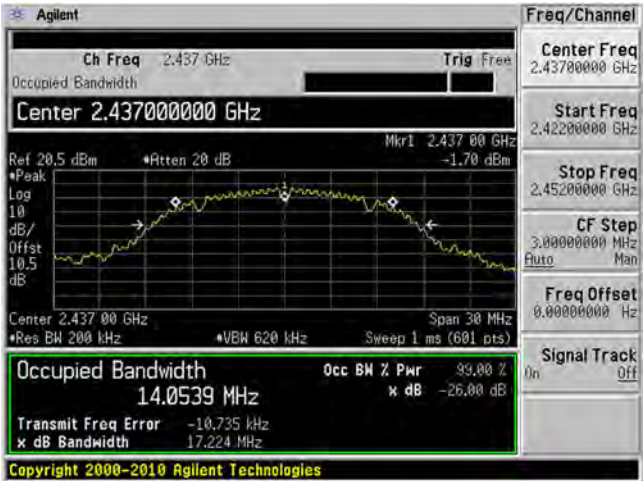 Agilent
Freq/Channel
Ch Freq 2.437 GHz Trig Free
Occupied Bandwidth
Center 2.437000000 GHz
Mkr1 2.437 00 GHz
Ref 20.5 dBm #Atten 20 dB -1.70 dBm
#Peak
Log
10
dB/
Offst
10.5
dB
1
Center 2.437 00 GHz Span 30 MHz
#Res BW 200 kHz #VBW 620 kHz Sweep 1 ms (601 pts)
Occupied Bandwidth Occ BW % Pwr 99.00 %
14.0539 MHz x dB -26.00 dB
Transmit Freq Error -10.735 kHz
x dB Bandwidth 17.224 MHz
Copyright 2000-2010 Agilent Technologies
Center Freq
2.43700000 GHz
Start Freq
2.42200000 GHz
Stop Freq
2.45200000 GHz
CF Step
3.00000000 MHz
Auto Man
Freq Offset
0.00000000 Hz
Signal Track
On Off